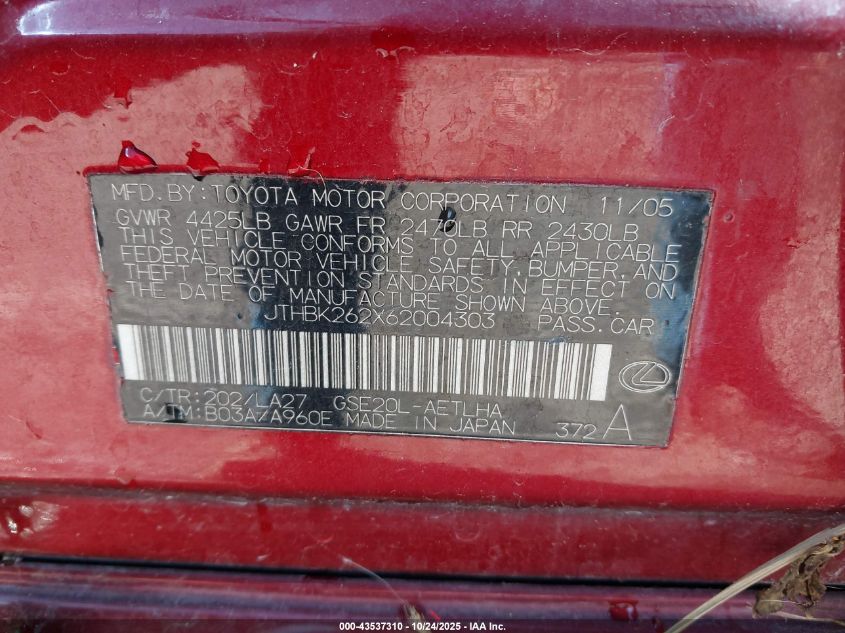 MFD.BY:TOYOTA MOTOR CORPORATION 11/05
GVWR 4425LB GAWR FR 2470LB RR 2430LB
THIS VEHICLE CONFORMS TO ALL APPLICABLE
FEDERAL MOTOR VEHICLE SAFETY,BUMPER,AND
THEFT PREVENTION STANDARDS IN EFFECT ON
THE DATE OF MANUFACTURE SHOWN ABOVE.
JTHBK262X62004303 PASS.CAR
C/TR:202/LA27 GSE20L-AETLHA
A/TM:B03A/A960E MADE IN JAPAN 372 A
000-43537310 - 10/24/2025 - IAA Inc.